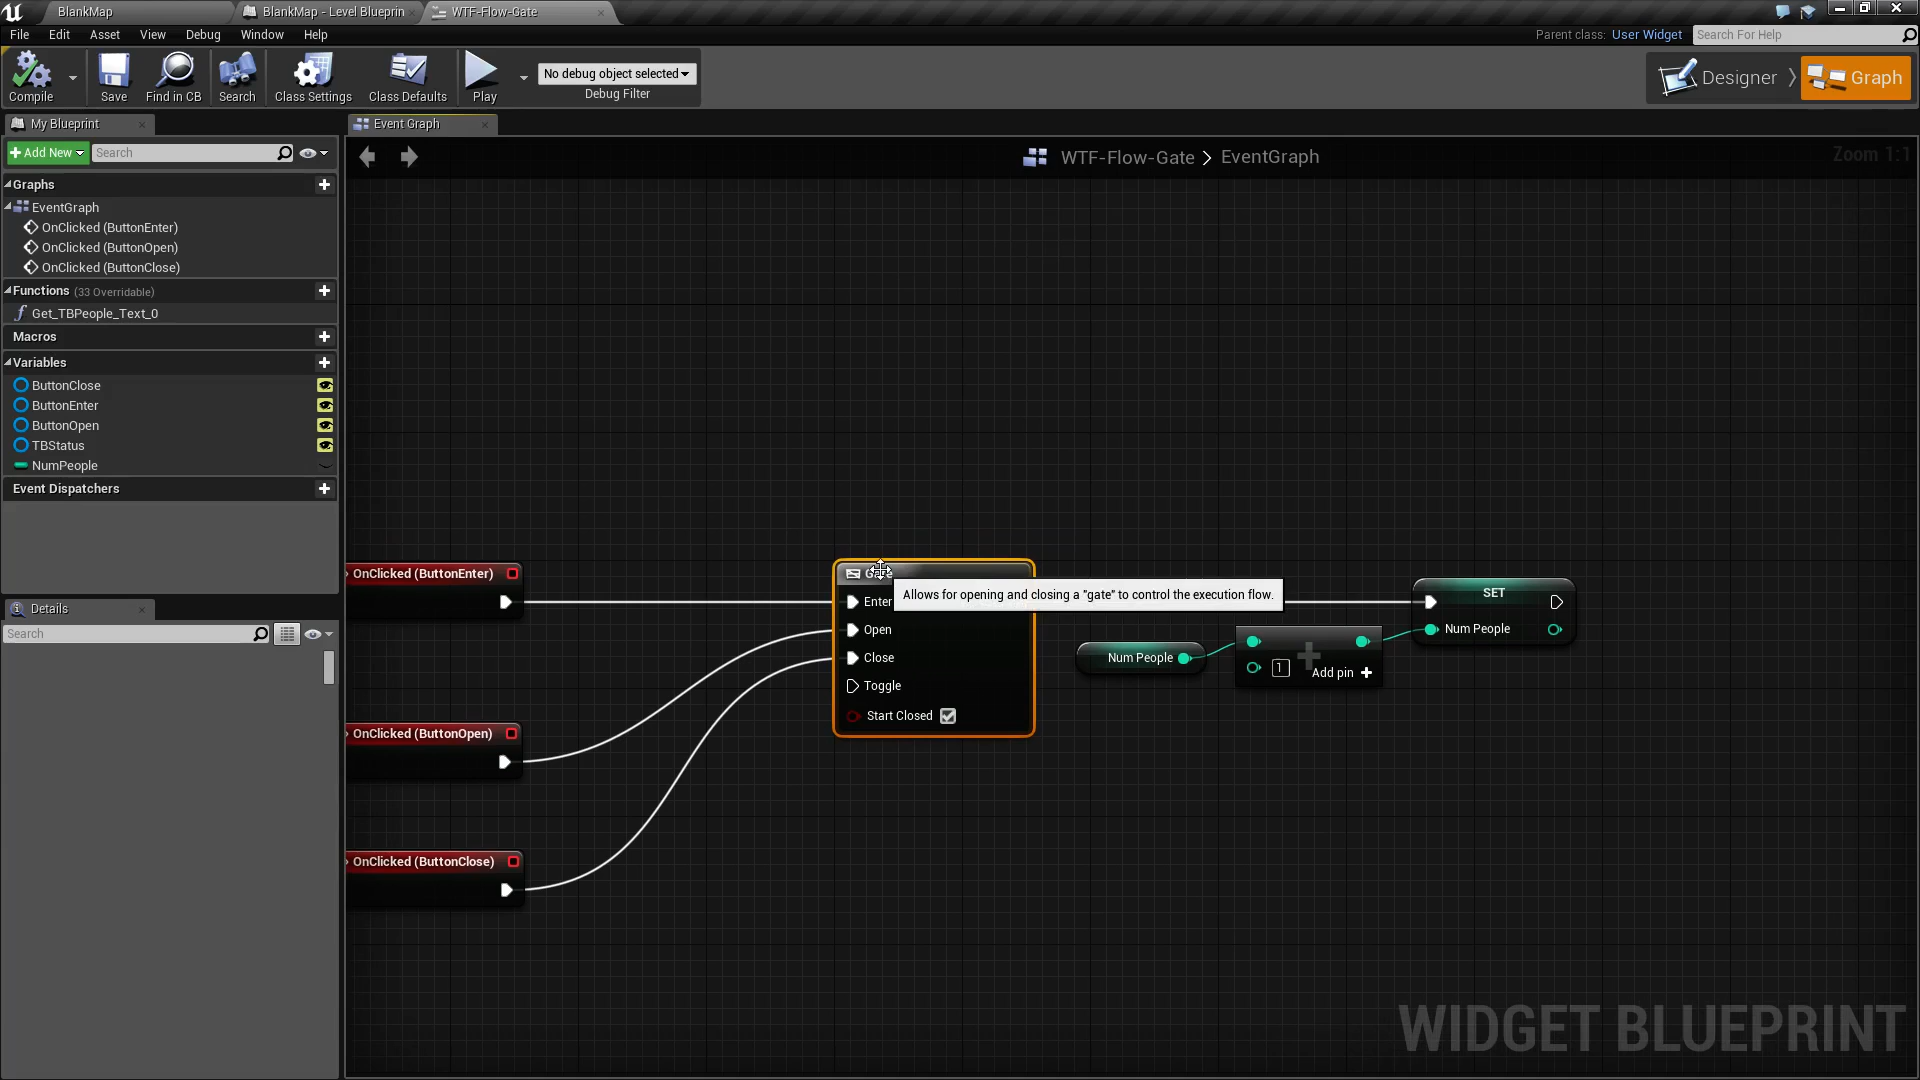 BlankMap
BlankMap - Level Blueprin
WTF-Flow-Gate
File Edit Asset View Debug Window Help
Parent class: User Widget
Search For Help
Compile
Save
Find in CB
Search
Class Settings
Class Defaults
Play
No debug object selected
Debug Filter
Designer
Graph
My Blueprint
Event Graph
Add New
Search
WTF-Flow-Gate > EventGraph
Zoom 1:1
Graphs
EventGraph
OnClicked (ButtonEnter)
OnClicked (ButtonOpen)
OnClicked (ButtonClose)
Functions (33 Overridable)
Get_TBPeople_Text_0
Macros
Variables
ButtonClose
ButtonEnter
ButtonOpen
TBStatus
NumPeople
Event Dispatchers
Details
Search
OnClicked (ButtonEnter)
OnClicked (ButtonOpen)
OnClicked (ButtonClose)
Enter
Open
Close
Toggle
Start Closed
Allows for opening and closing a "gate" to control the execution flow.
Num People
1
Add pin
SET
Num People
WIDGET BLUEPRINT